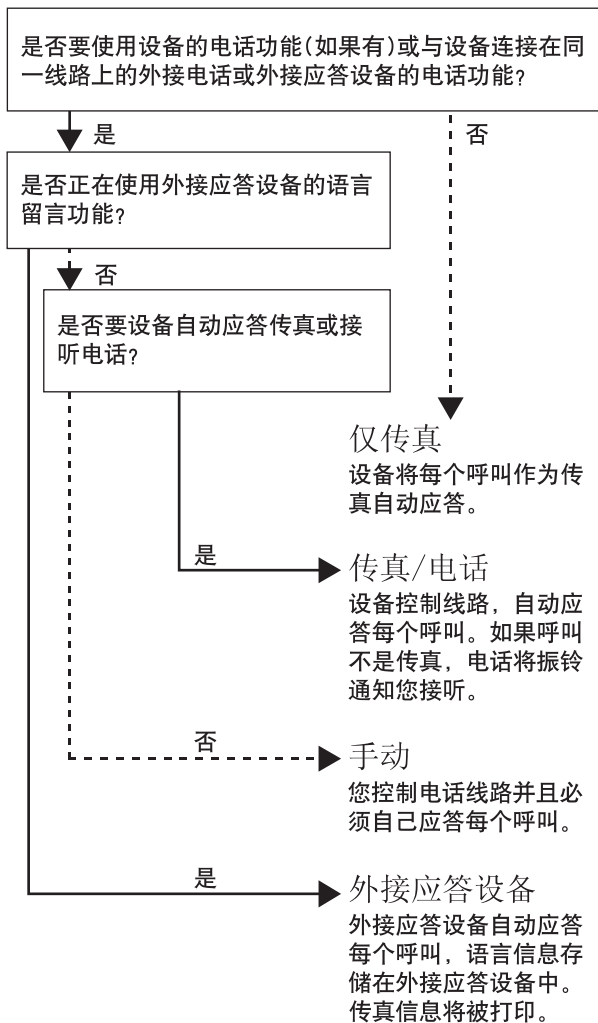 是否要使用设备的电话功能(如果有)或与设备连接在同
一线路上的外接电话或外接应答设备的电话功能?
是
否
是否正在使用外接应答设备的语言
留言功能?
否
是否要设备自动应答传真或接
听电话?
仅传真
设备将每个呼叫作为传
真自动应答。
是
传真/电话
设备控制线路，自动应
答每个呼叫。如果呼叫
不是传真，电话将振铃
通知您接听。
否
手动
您控制电话线路并且必
须自己应答每个呼叫。
是
外接应答设备
外接应答设备自动应答
每个呼叫，语言信息存
储在外接应答设备中。
传真信息将被打印。